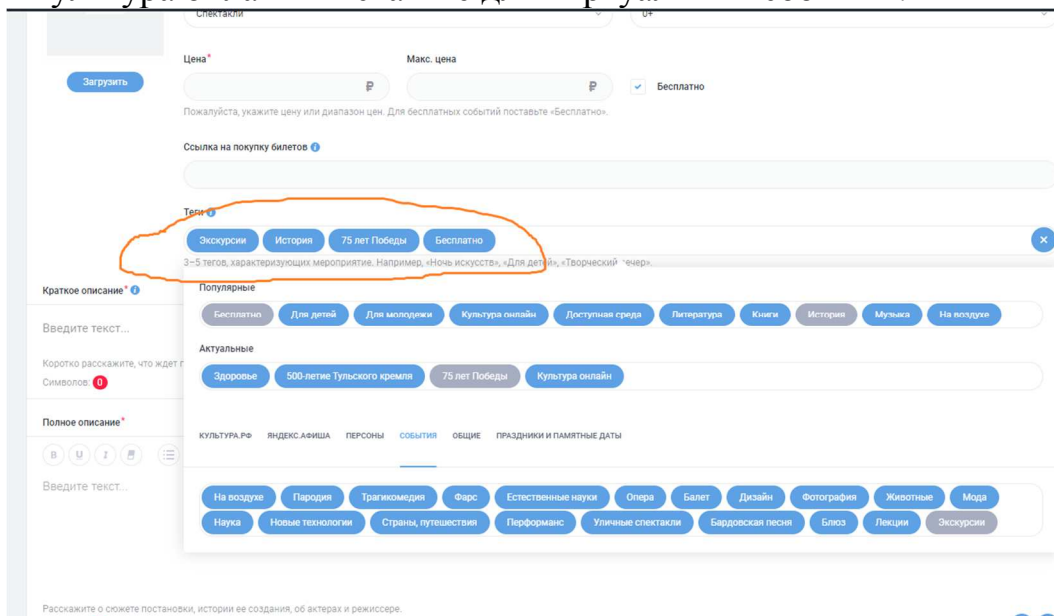 Спектакли 0+
Цена* Макс. цена
Загрузить ₽ ₽ Бесплатно
Пожалуйста, укажите цену или диапазон цен. Для бесплатных событий поставьте «Бесплатно».
Ссылка на покупку билетов
Теги
Экскурсии История 75 лет Победы Бесплатно
3–5 тегов, характеризующих мероприятие. Например, «Ночь искусств», «Для детей», «Творческий вечер».
Популярные
Бесплатно Для детей Для молодежи Культура онлайн Доступная среда Литература Книги История Музыка На воздухе
Актуальные
Здоровье 500-летие Тульского кремля 75 лет Победы Культура онлайн
КУЛЬТУРА.РФ ЯНДЕКС.АФИША ПЕРСОНЫ СОБЫТИЯ ОБЩИЕ ПРАЗДНИКИ И ПАМЯТНЫЕ ДАТЫ
На воздухе Пародия Трагикомедия Фарс Естественные науки Опера Балет Дизайн Фотография Животные Мода
Наука Новые технологии Страны, путешествия Перформанс Уличные спектакли Бардовская песня Блюз Лекции Экскурсии
Краткое описание*
Введите текст...
Коротко расскажите, что ждет
Символов: 0
Полное описание*
B U I
Введите текст...
Расскажите о сюжете постановки, истории ее создания, об актерах и режиссере.